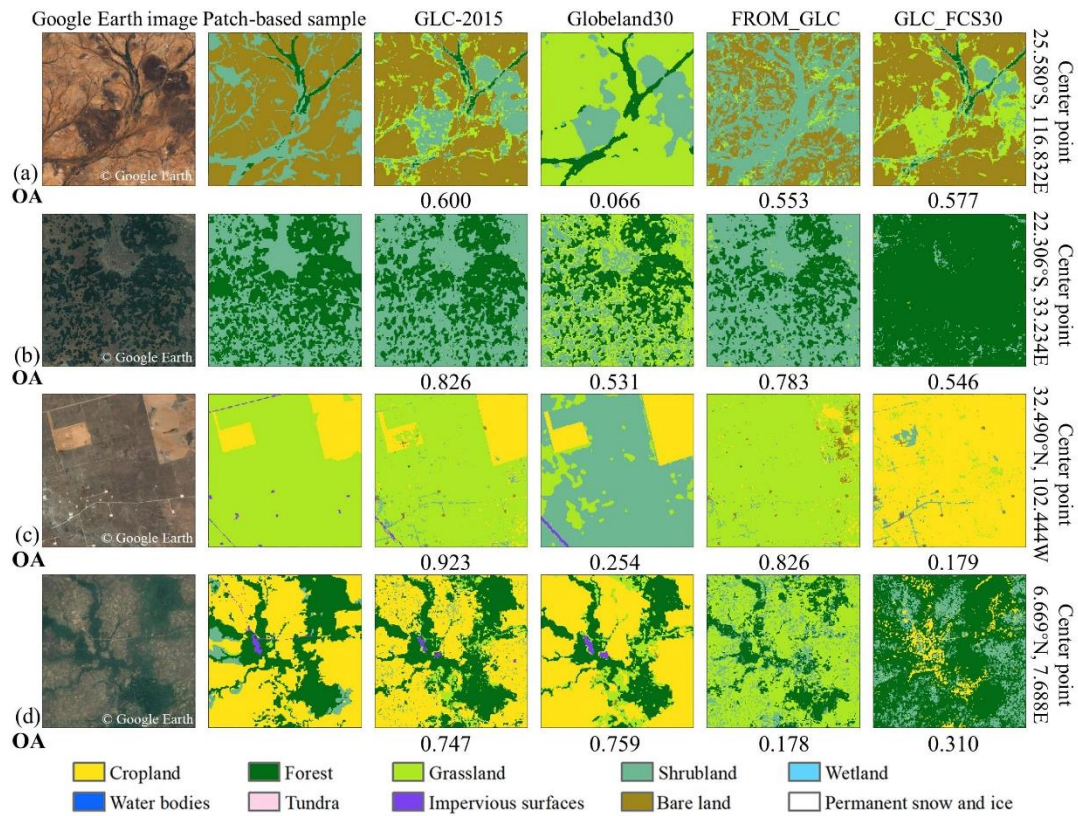 Google Earth image Patch-based sample GLC-2015 Globeland30 FROM_GLC GLC_FCS30
(a) © Google Earth
Center point
25.580°S, 116.832E
OA 0.600 0.066 0.553 0.577
(b) © Google Earth
Center point
22.306°S, 33.234E
OA 0.826 0.531 0.783 0.546
(c) © Google Earth
Center point
32.490°N, 102.444W
OA 0.923 0.254 0.826 0.179
(d) © Google Earth
Center point
6.669°N, 7.688E
OA 0.747 0.759 0.178 0.310
Cropland Forest Grassland Shrubland Wetland
Water bodies Tundra Impervious surfaces Bare land Permanent snow and ice